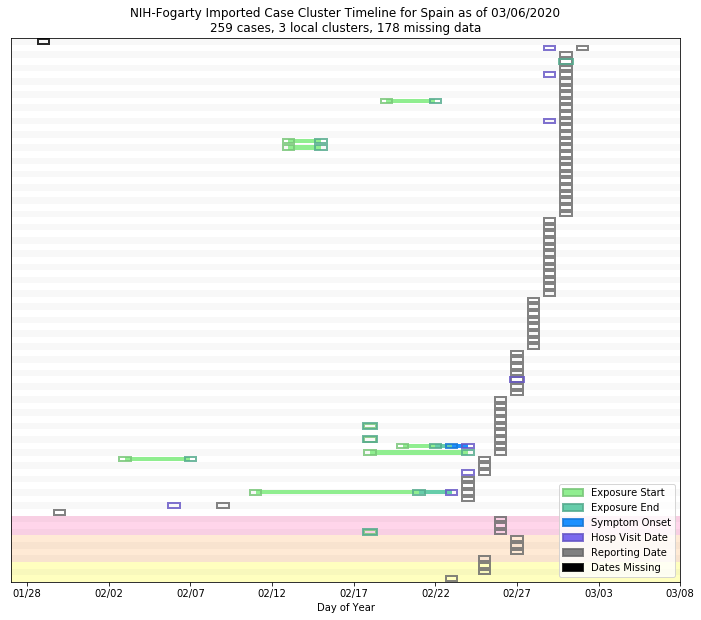 NIH-Fogarty Imported Case Cluster Timeline for Spain as of 03/06/2020
259 cases, 3 local clusters, 178 missing data
Exposure Start
Exposure End
Symptom Onset
Hosp Visit Date
Reporting Date
Dates Missing
01/28 02/02 02/07 02/12 02/17 02/22 02/27 03/03 03/08
Day of Year